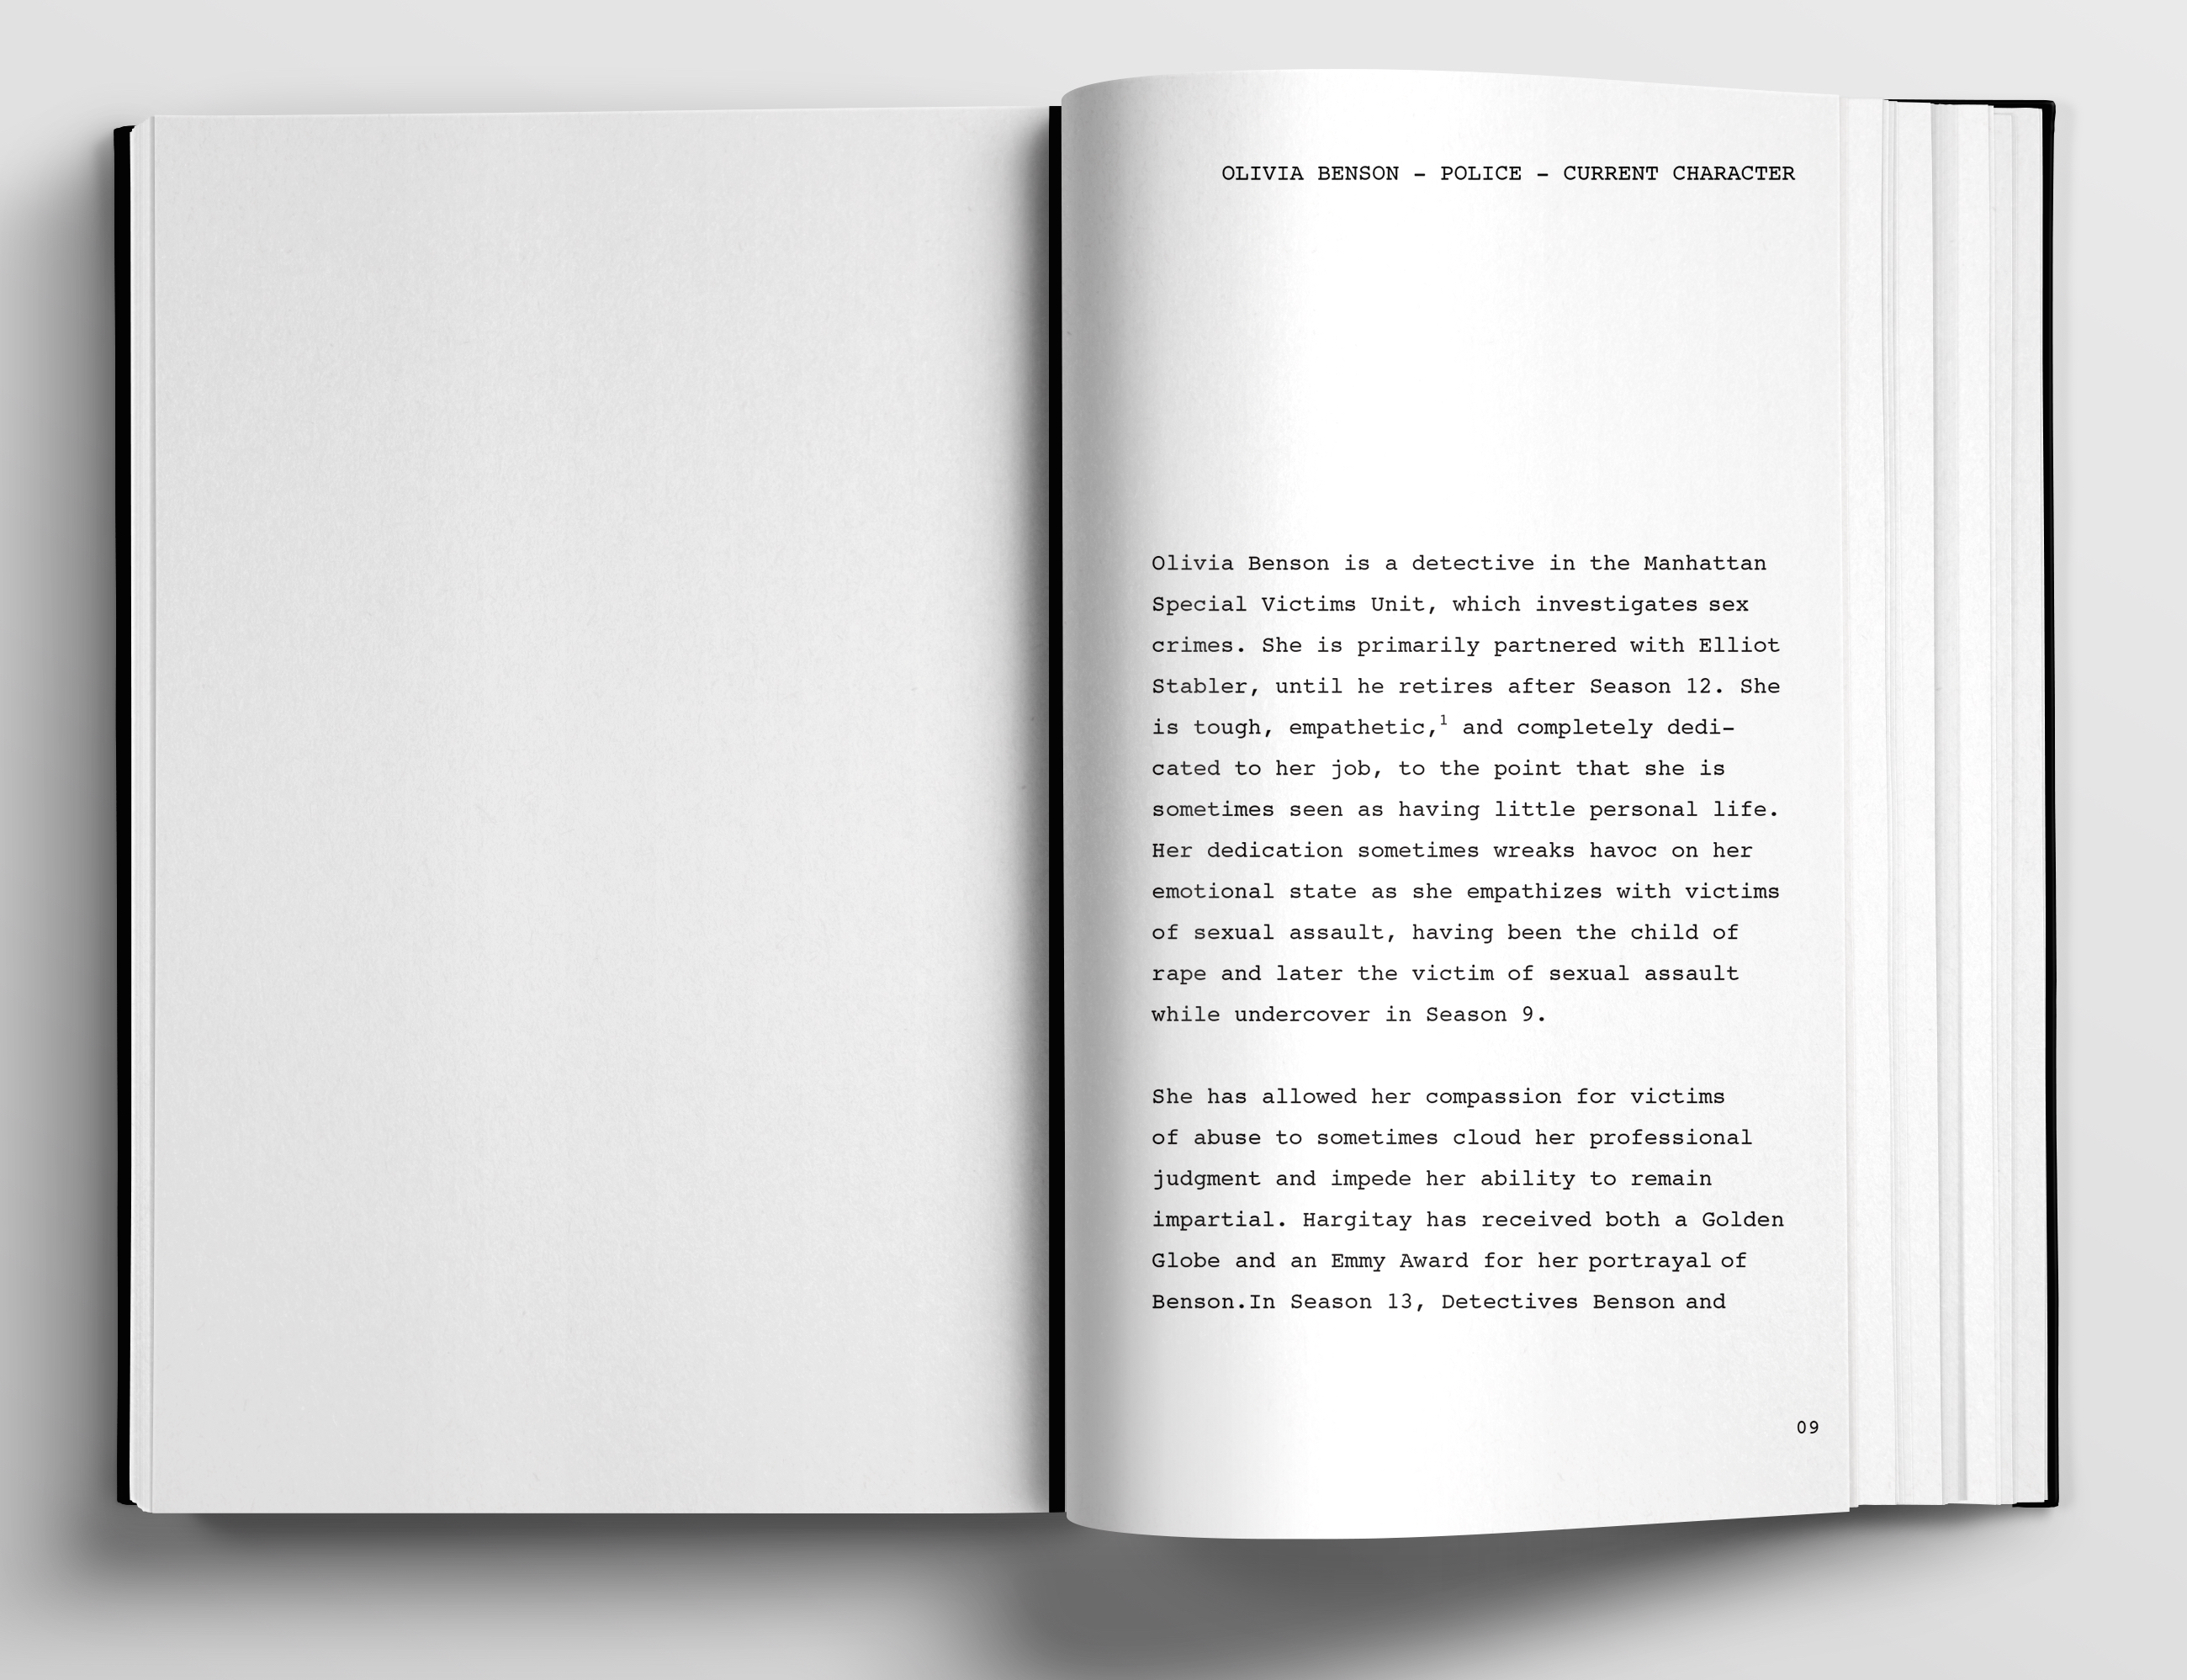 OLIVIA BENSON – POLICE – CURRENT CHARACTER
Olivia Benson is a detective in the Manhattan
Special Victims Unit, which investigates sex
crimes. She is primarily partnered with Elliot
Stabler, until he retires after Season 12. She
is tough, empathetic,¹ and completely dedi–
cated to her job, to the point that she is
sometimes seen as having little personal life.
Her dedication sometimes wreaks havoc on her
emotional state as she empathizes with victims
of sexual assault, having been the child of
rape and later the victim of sexual assault
while undercover in Season 9.
She has allowed her compassion for victims
of abuse to sometimes cloud her professional
judgment and impede her ability to remain
impartial. Hargitay has received both a Golden
Globe and an Emmy Award for her portrayal of
Benson.In Season 13, Detectives Benson and
09